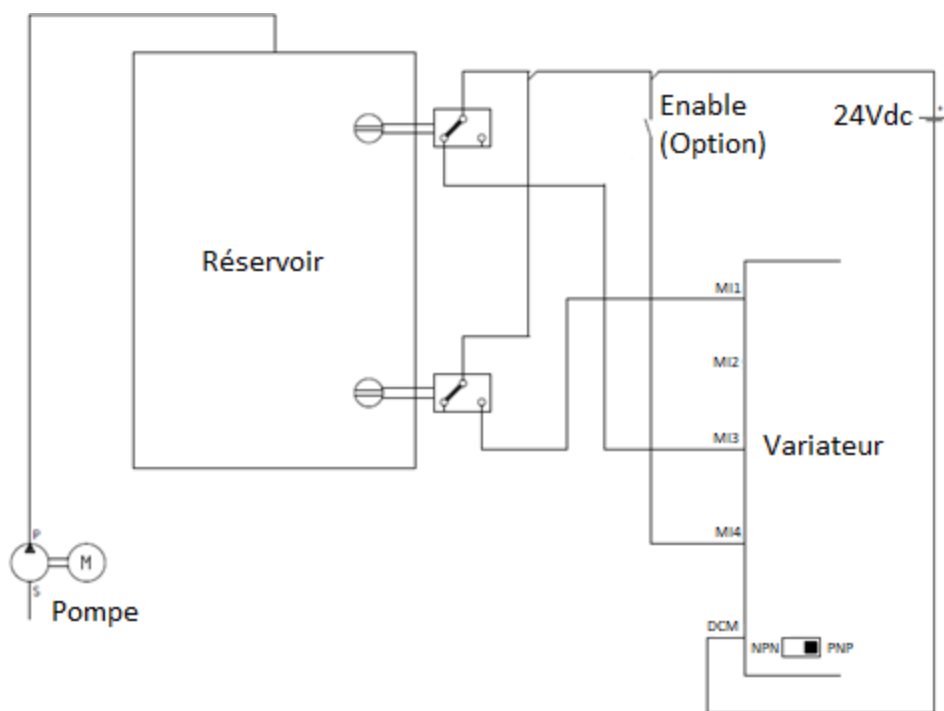 Enable
(Option)
24Vdc
+
Réservoir
MI1
MI2
MI3
Variateur
MI4
P
M
S
Pompe
DCM
NPN
PNP